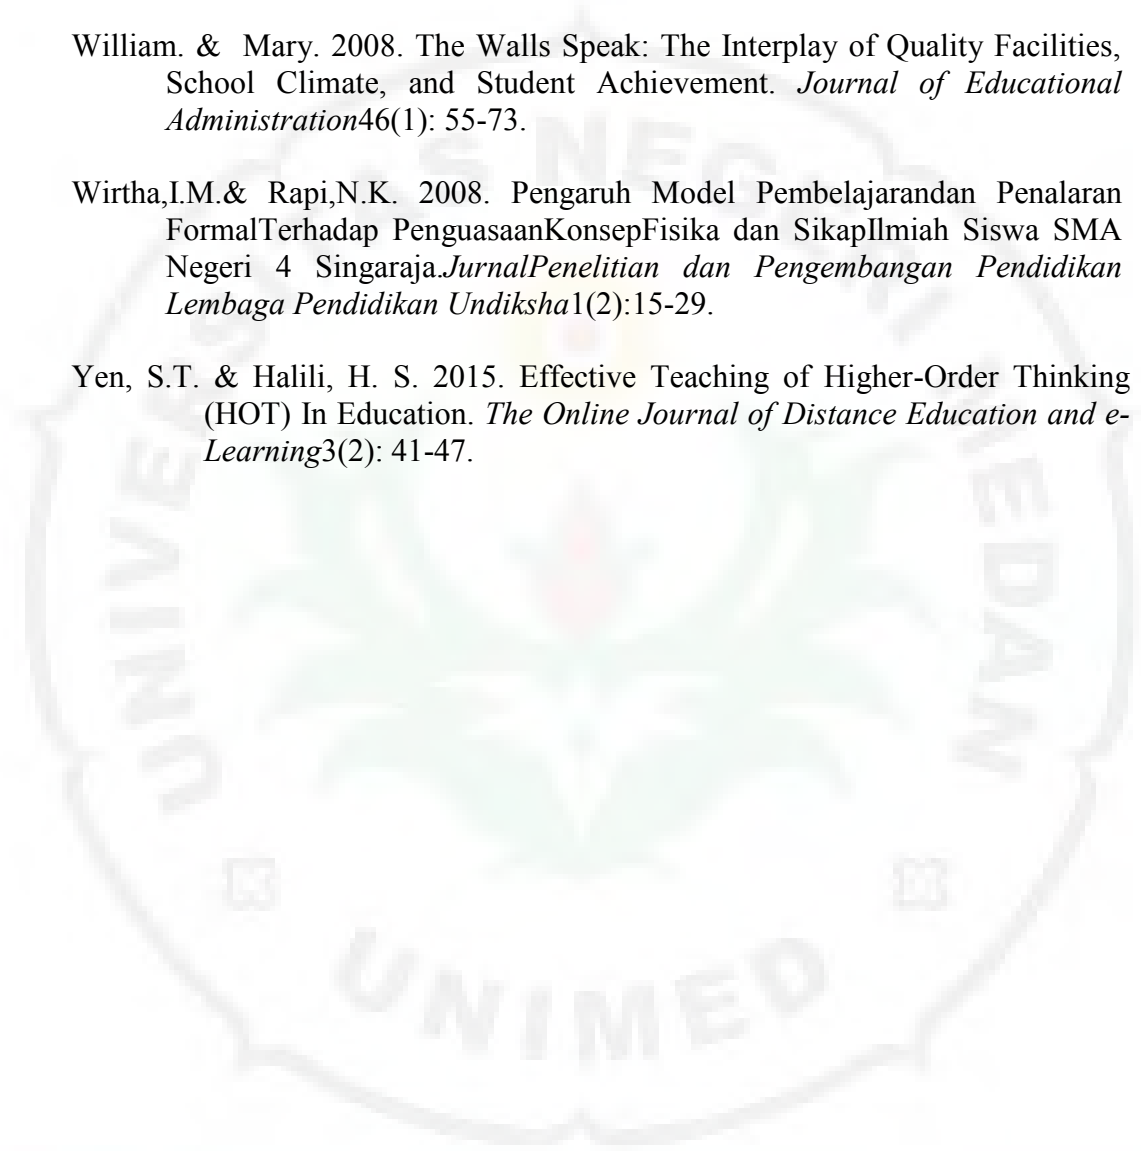 William. & Mary. 2008. The Walls Speak: The Interplay of Quality Facilities,
School Climate, and Student Achievement. Journal of Educational
Administration46(1): 55-73.
Wirtha,I.M.& Rapi,N.K. 2008. Pengaruh Model Pembelajarandan Penalaran
FormalTerhadap PenguasaanKonsepFisika dan SikapIlmiah Siswa SMA
Negeri 4 Singaraja.JurnalPenelitian dan Pengembangan Pendidikan
Lembaga Pendidikan Undiksha1(2):15-29.
Yen, S.T. & Halili, H. S. 2015. Effective Teaching of Higher-Order Thinking
(HOT) In Education. The Online Journal of Distance Education and e-
Learning3(2): 41-47.
UNIVERSITAS NEGERI MEDAN
UNIMED